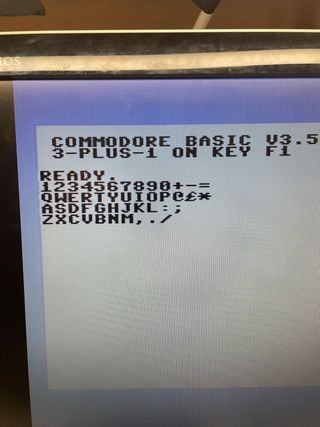 COMMODORE BASIC V3.5
3-PLUS-1 ON KEY F1
READY.
1234567890+-=
QWERTYUIOP@£*
ASDFGHJKL:;
ZXCVBNM,./